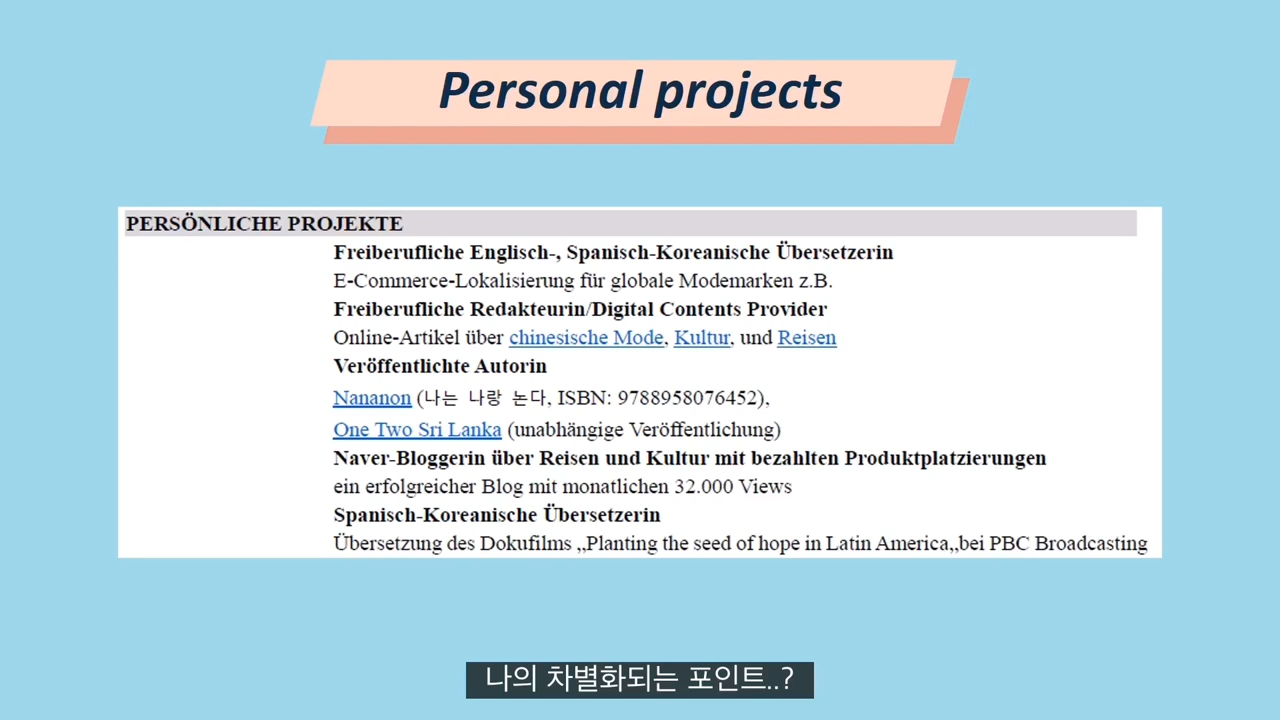 Personal projects
PERSÖNLICHE PROJEKTE
Freiberufliche Englisch-, Spanisch-Koreanische Übersetzerin
E-Commerce-Lokalisierung für globale Modemarken z.B.
Freiberufliche Redakteurin/Digital Contents Provider
Online-Artikel über chinesische Mode, Kultur, und Reisen
Veröffentlichte Autorin
Nananon (나는 나랑 논다, ISBN: 9788958076452),
One Two Sri Lanka (unabhängige Veröffentlichung)
Naver-Bloggerin über Reisen und Kultur mit bezahlten Produktplatzierungen
ein erfolgreicher Blog mit monatlichen 32.000 Views
Spanisch-Koreanische Übersetzerin
Übersetzung des Dokufilms ,,Planting the seed of hope in Latin America,,bei PBC Broadcasting
나의 차별화되는 포인트..?